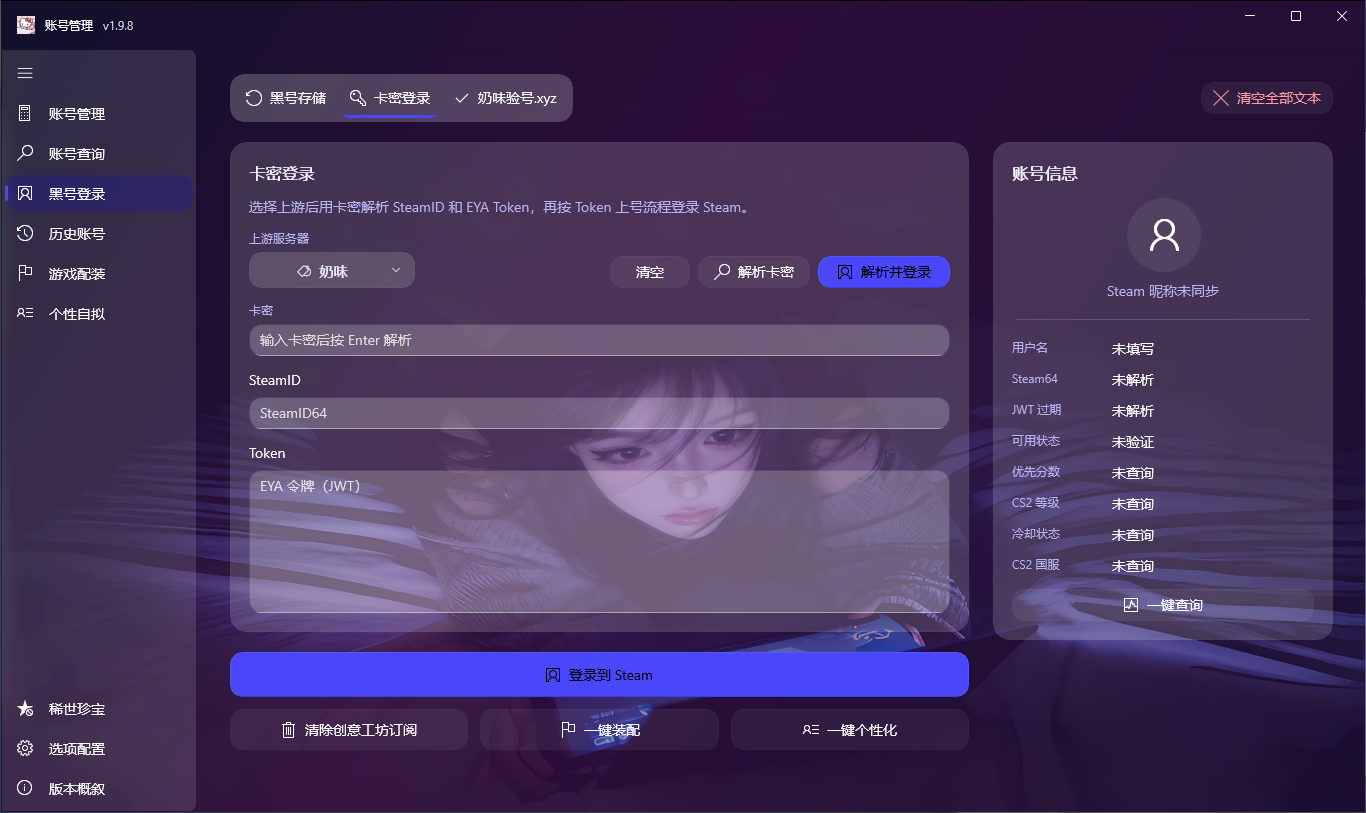 账号管理 v1.9.8
账号管理
账号查询
黑号登录
历史账号
游戏配装
个性自拟
稀世珍宝
选项配置
版本概叙
黑号存储 卡密登录 奶味验号.xyz
清空全部文本
卡密登录
选择上游后用卡密解析 SteamID 和 EYA Token，再按 Token 上号流程登录 Steam。
上游服务器
奶味 清空 解析卡密 解析并登录
卡密
输入卡密后按 Enter 解析
SteamID
SteamID64
Token
EYA 令牌（JWT）
登录到 Steam
清除创意工坊订阅 一键装配 一键个性化
账号信息
Steam 昵称未同步
用户名 未填写
Steam64 未解析
JWT 过期 未解析
可用状态 未验证
优先分数 未查询
CS2 等级 未查询
冷却状态 未查询
CS2 国服 未查询
一键查询